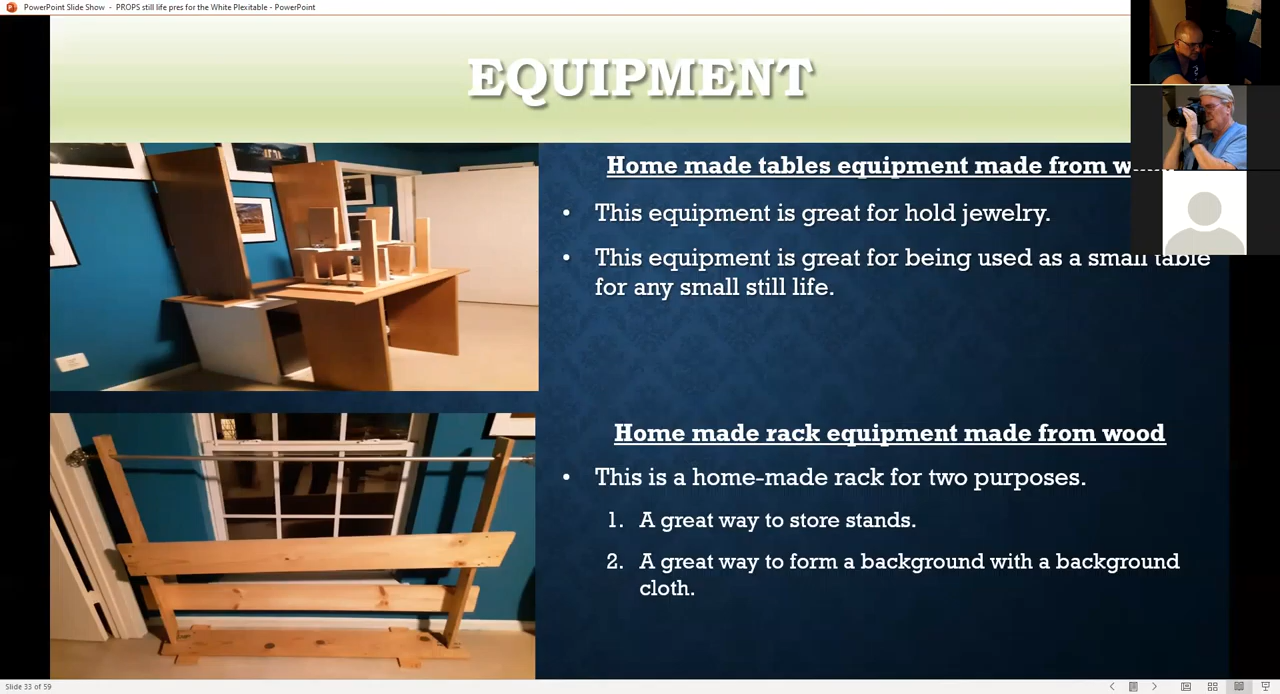 PowerPoint Slide Show - PROPS still life pres for the White Plexitable - PowerPoint
EQUIPMENT
Home made tables equipment made from
• This equipment is great for hold jewelry.
• This equipment is great for being used as a small table
for any small still life.
Home made rack equipment made from wood
• This is a home-made rack for two purposes.
1. A great way to store stands.
2. A great way to form a background with a background
cloth.
Slide 33 of 59